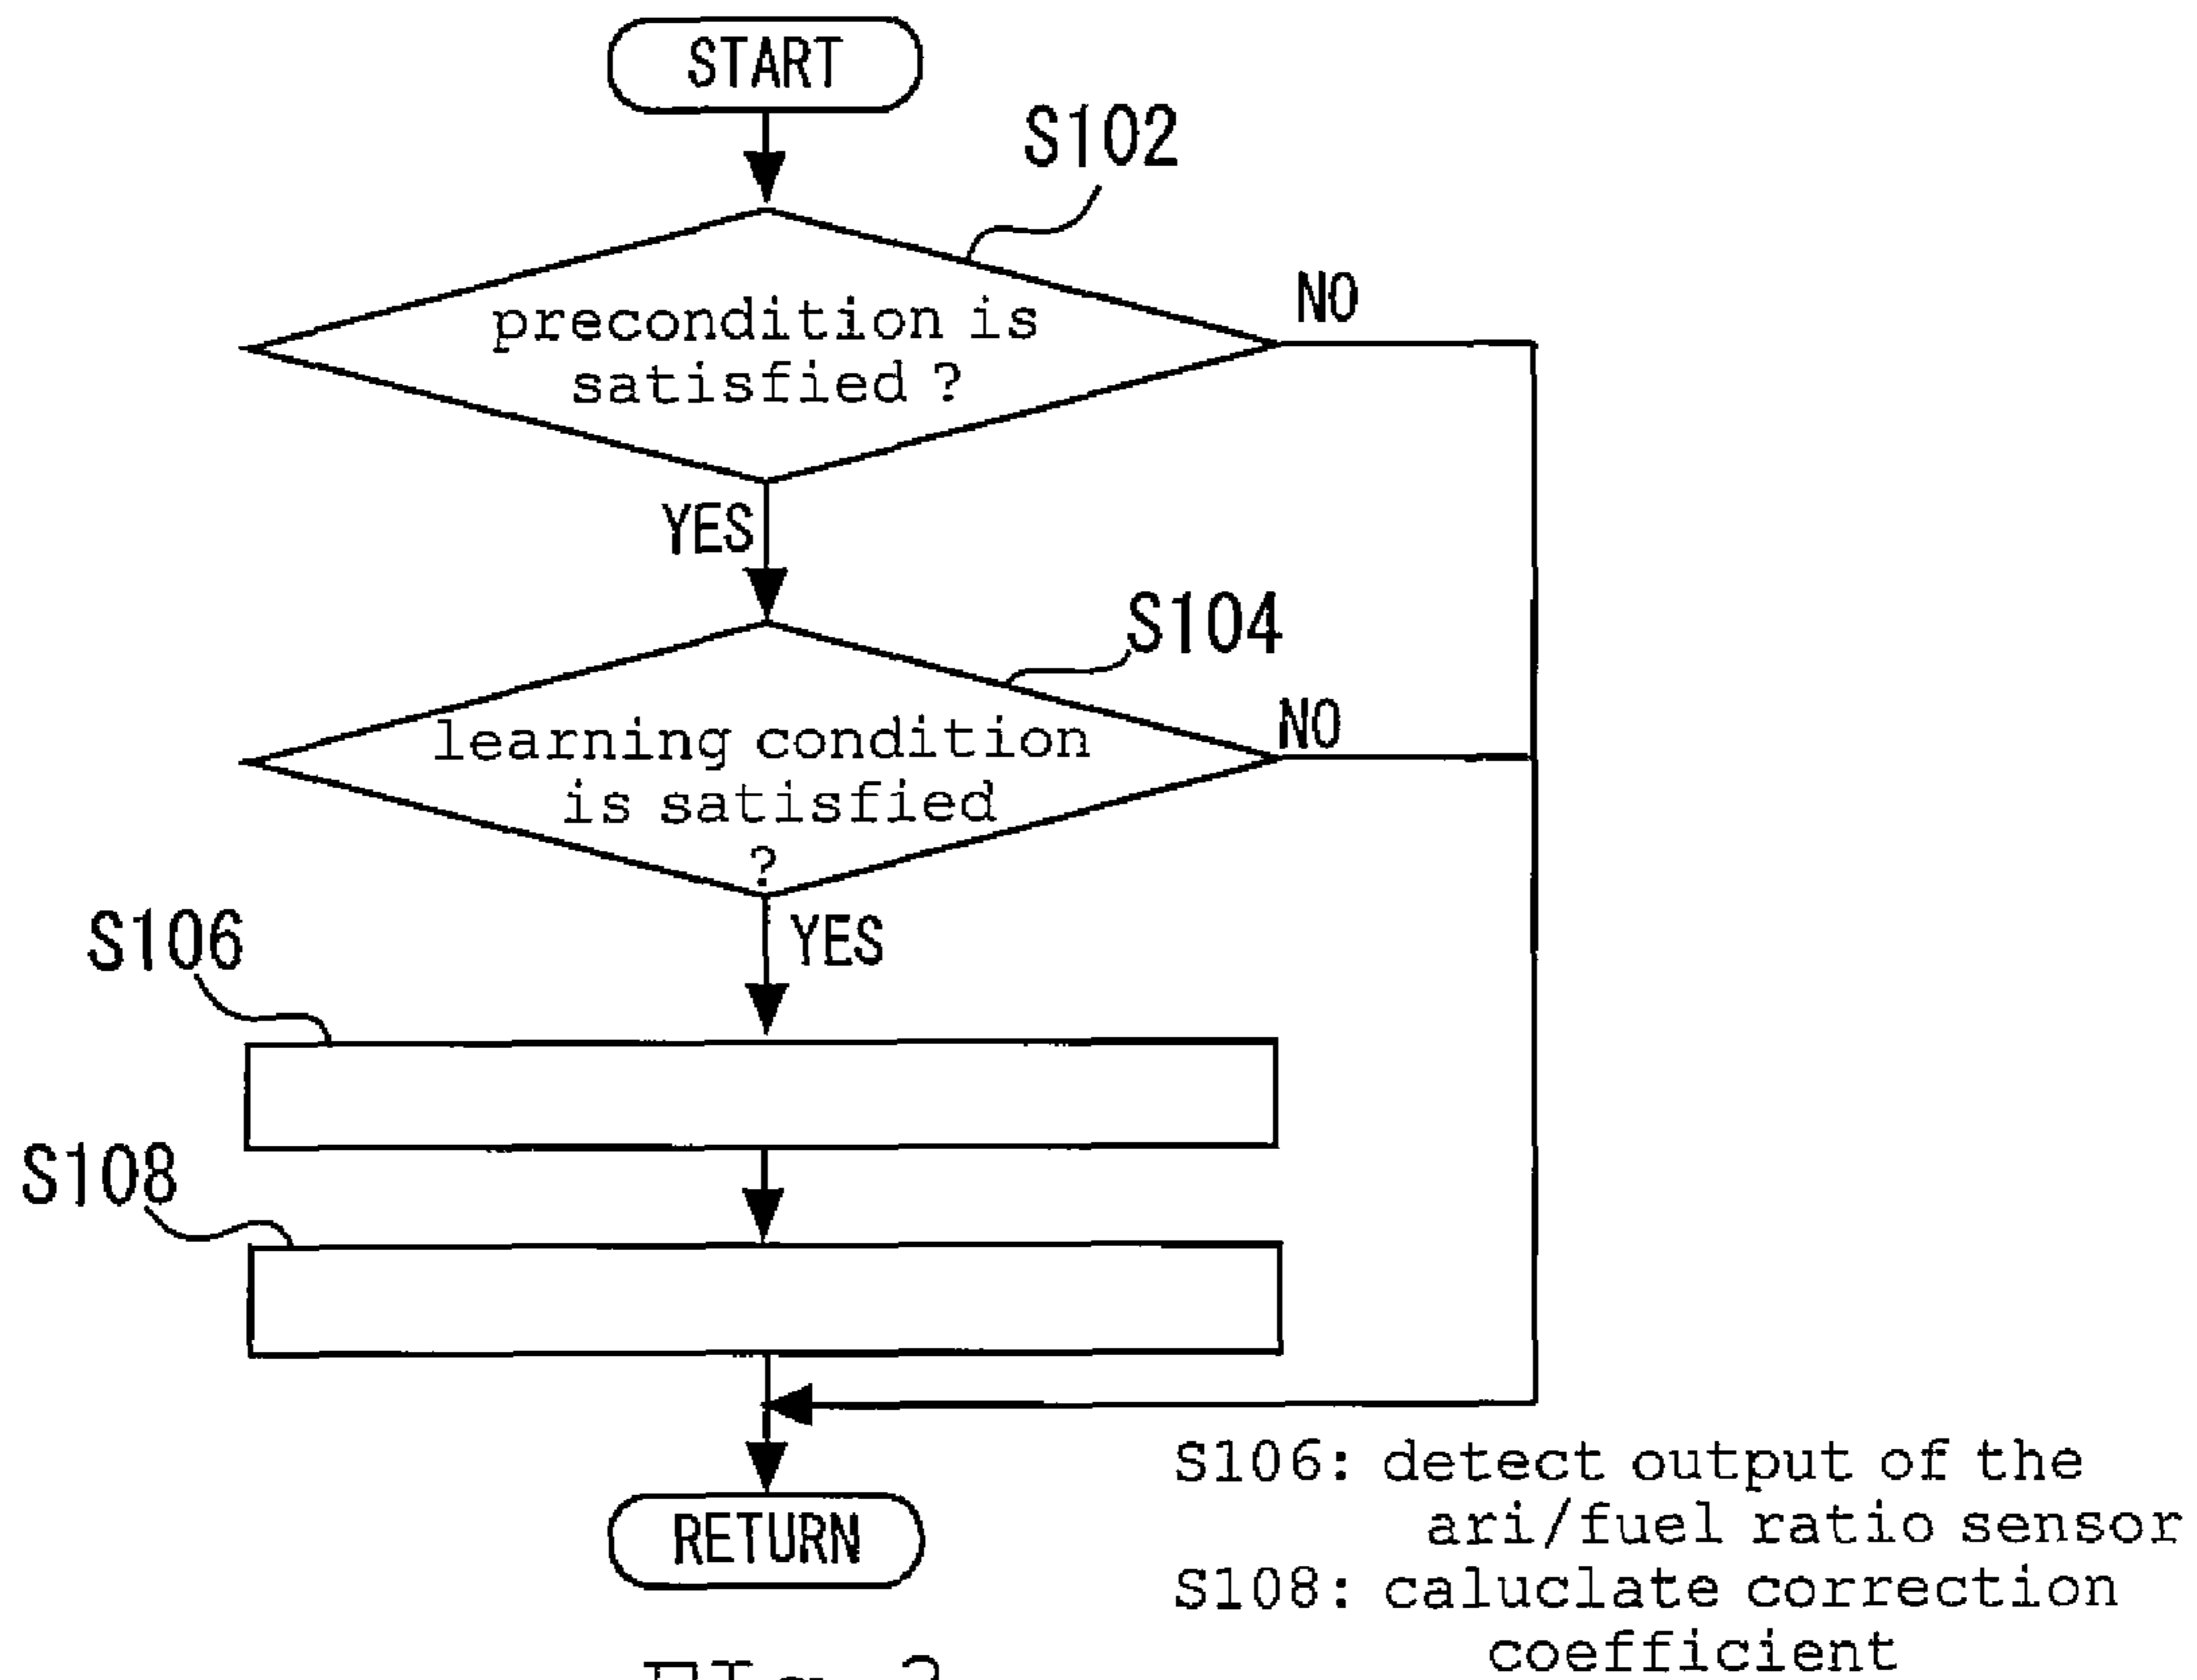 START
S102
precondition is
satisfied ?
NO
YES
S104
learning condition
is satisfied
?
NO
YES
S106
S108
RETURN
S106: detect output of the
ari/fuel ratio sensor
S108: caluclate correction
coefficient